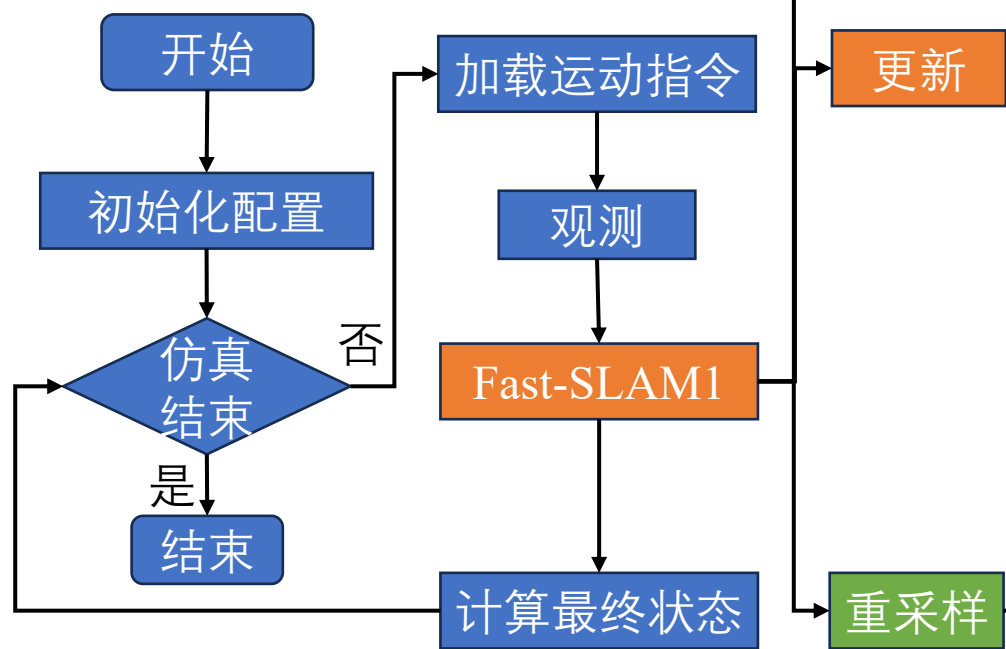 开始
初始化配置
仿真
结束
否
是
结束
加载运动指令
观测
Fast-SLAM1
计算最终状态
更新
重采样